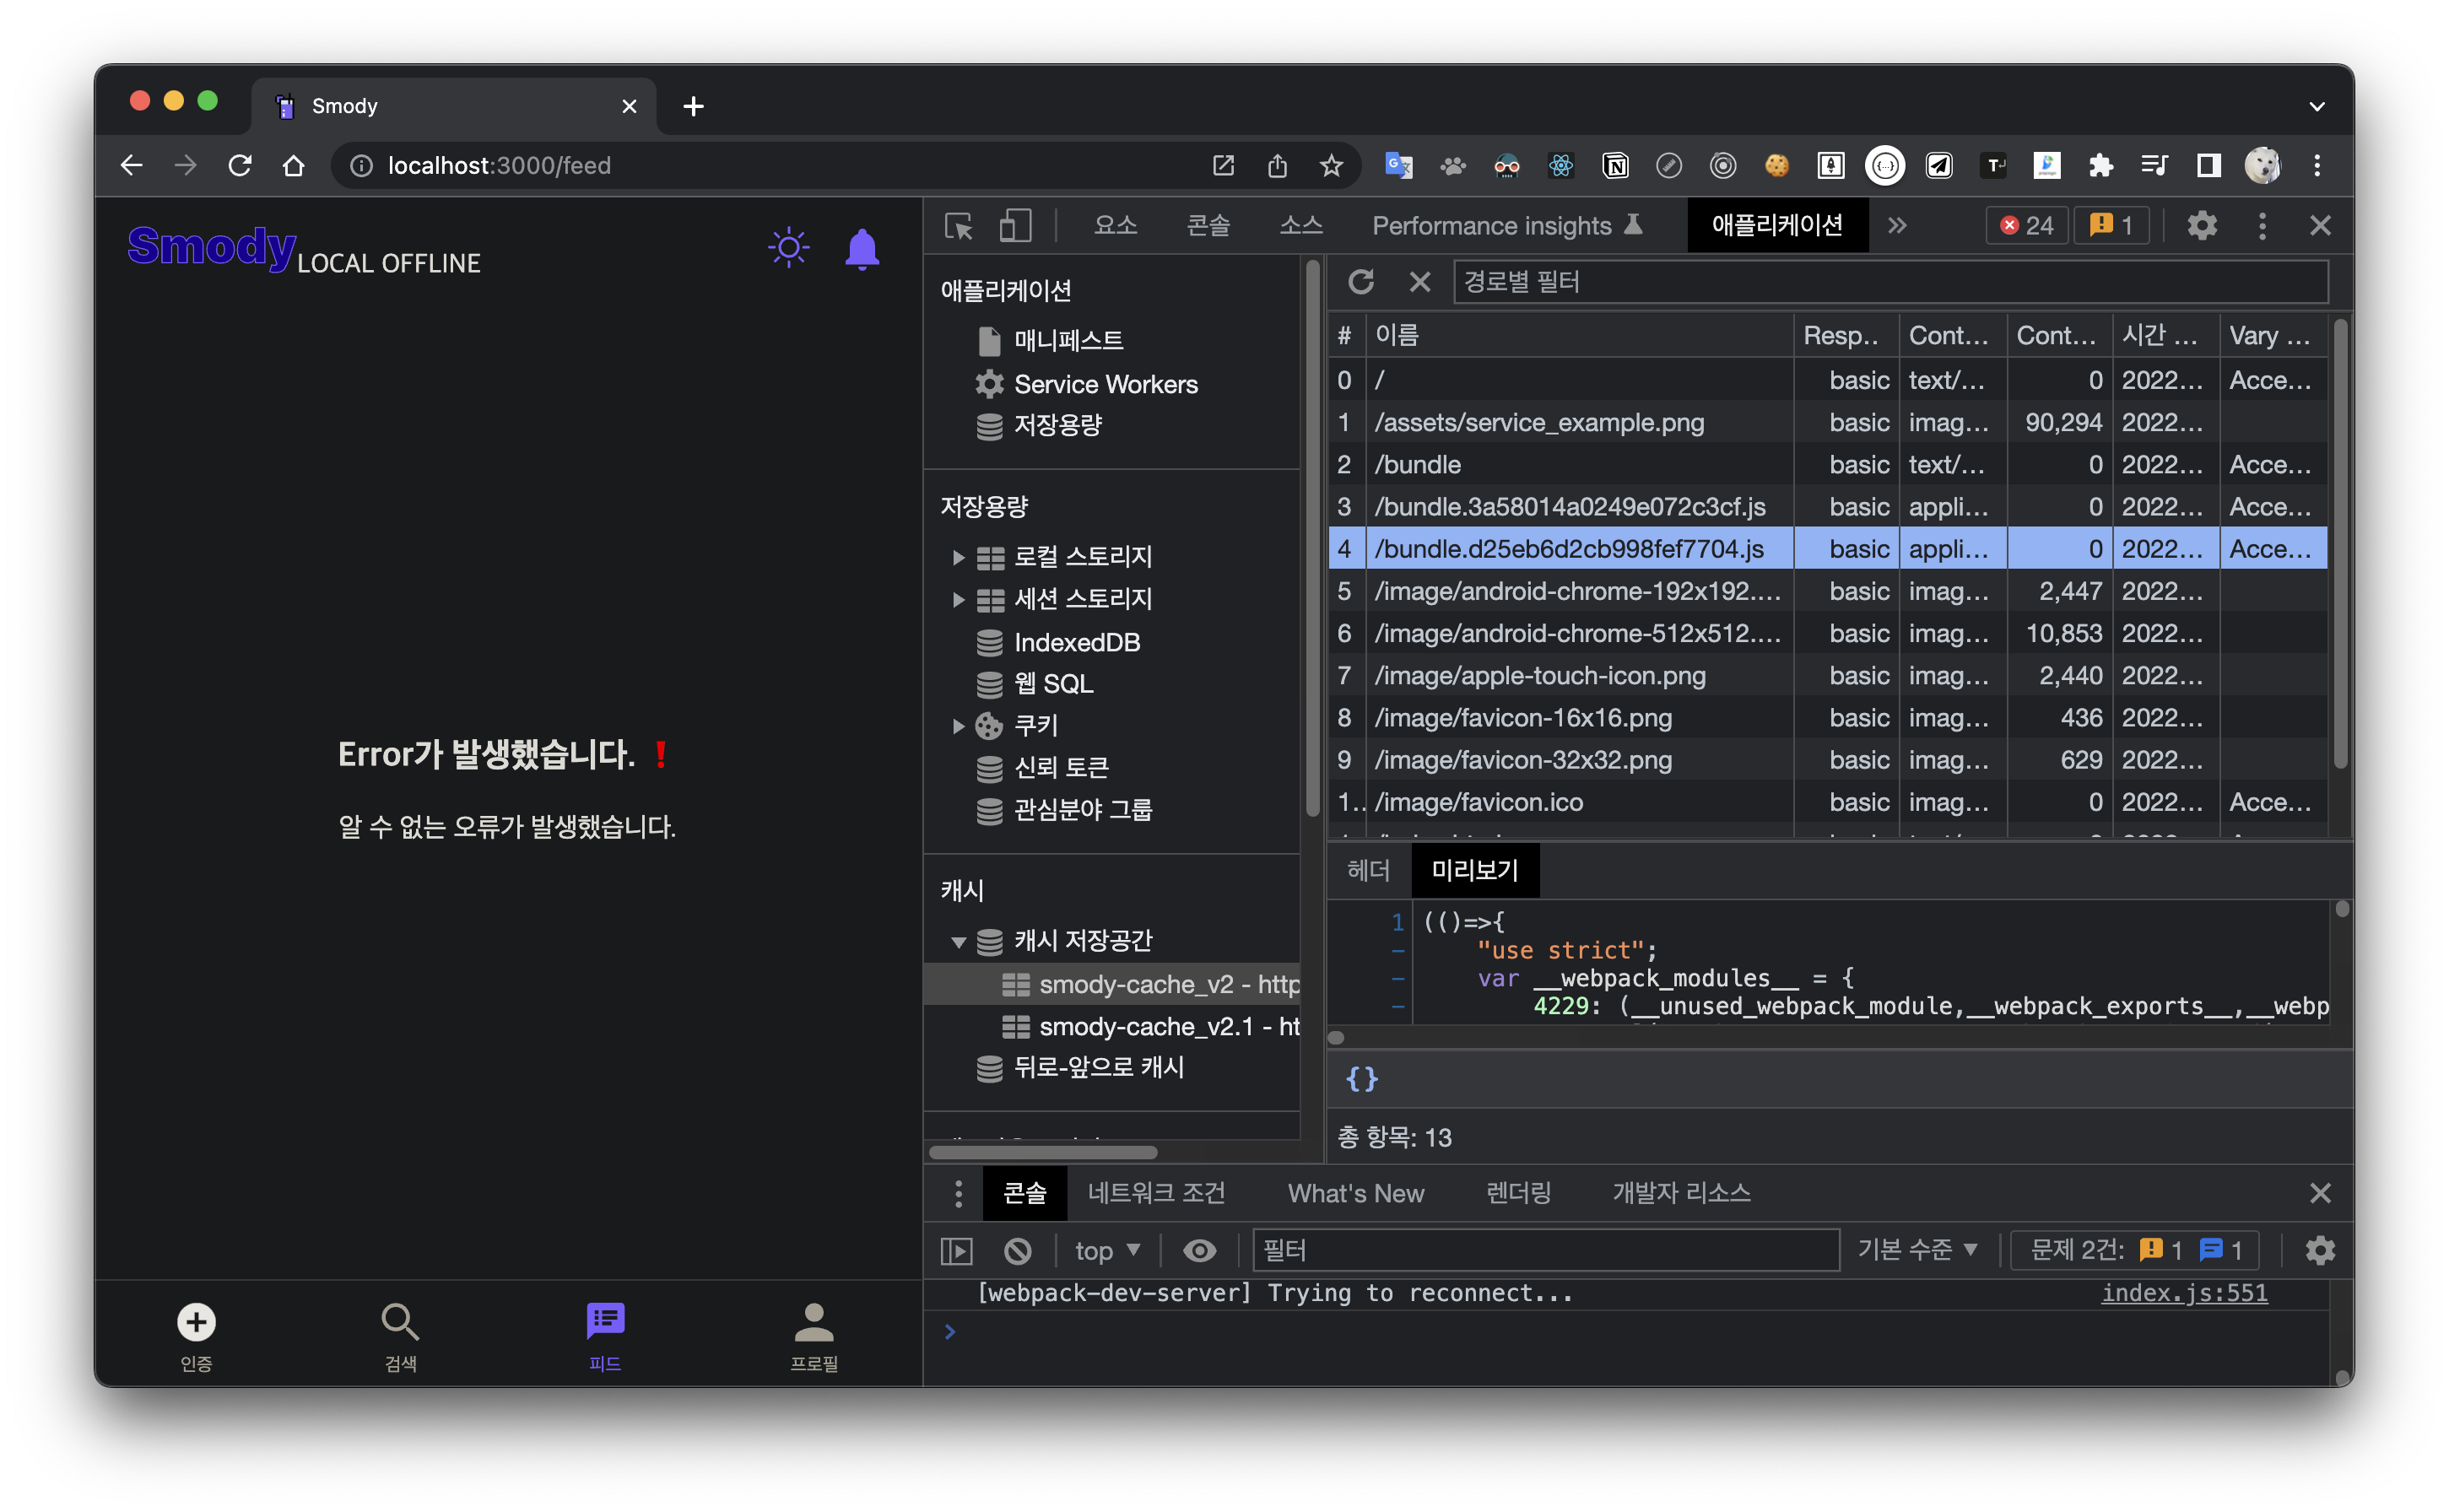 Smody
localhost:3000/feed
Smody LOCAL OFFLINE
Error가 발생했습니다. ❗
알 수 없는 오류가 발생했습니다.
인증
검색
피드
프로필
요소
콘솔
소스
Performance insights
애플리케이션
24
1
애플리케이션
매니페스트
Service Workers
저장용량
저장용량
로컬 스토리지
세션 스토리지
IndexedDB
웹 SQL
쿠키
신뢰 토큰
관심분야 그룹
캐시
캐시 저장공간
smody-cache_v2 - http
smody-cache_v2.1 - ht
뒤로-앞으로 캐시
경로별 필터
# 이름 Resp.. Cont... Cont... 시간 ... Vary ...
0 / basic text/... 0 2022... Acce...
1 /assets/service_example.png basic imag... 90,294 2022...
2 /bundle basic text/... 0 2022... Acce...
3 /bundle.3a58014a0249e072c3cf.js basic appli... 0 2022... Acce...
4 /bundle.d25eb6d2cb998fef7704.js basic appli... 0 2022... Acce...
5 /image/android-chrome-192x192.... basic imag... 2,447 2022...
6 /image/android-chrome-512x512.... basic imag... 10,853 2022...
7 /image/apple-touch-icon.png basic imag... 2,440 2022...
8 /image/favicon-16x16.png basic imag... 436 2022...
9 /image/favicon-32x32.png basic imag... 629 2022...
1.. /image/favicon.ico basic imag... 0 2022... Acce...
헤더 미리보기
1 (()=>{
- "use strict";
- var __webpack_modules__ = {
- 4229: (__unused_webpack_module,__webpack_exports__,__webp
{}
총 항목: 13
콘솔 네트워크 조건 What's New 렌더링 개발자 리소스
top ▼ 필터 기본 수준 ▼ 문제 2건: 1 1
[webpack-dev-server] Trying to reconnect... index.js:551
>